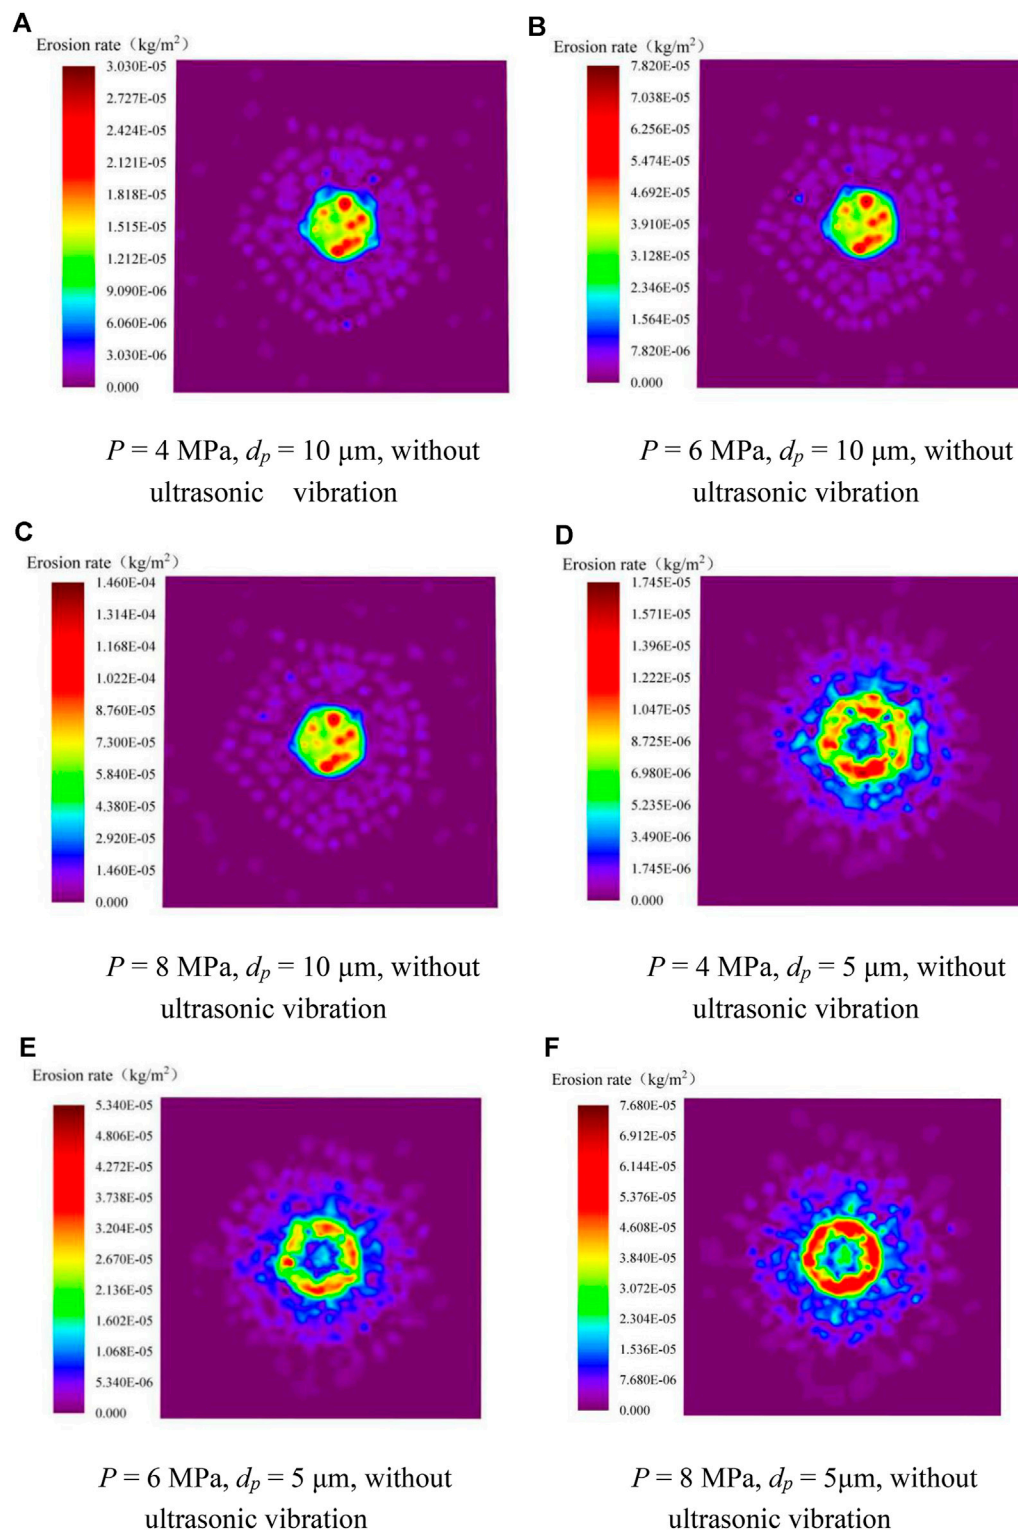 A
Erosion rate（kg/m²）
3.030E-05
2.727E-05
2.424E-05
2.121E-05
1.818E-05
1.515E-05
1.212E-05
9.090E-06
6.060E-06
3.030E-06
0.000
P = 4 MPa, dp = 10 μm, without
ultrasonic vibration
B
Erosion rate（kg/m²）
7.820E-05
7.038E-05
6.256E-05
5.474E-05
4.692E-05
3.910E-05
3.128E-05
2.346E-05
1.564E-05
7.820E-06
0.000
P = 6 MPa, dp = 10 μm, without
ultrasonic vibration
C
Erosion rate（kg/m²）
1.460E-04
1.314E-04
1.168E-04
1.022E-04
8.760E-05
7.300E-05
5.840E-05
4.380E-05
2.920E-05
1.460E-05
0.000
P = 8 MPa, dp = 10 μm, without
ultrasonic vibration
D
Erosion rate（kg/m²）
1.745E-05
1.571E-05
1.396E-05
1.222E-05
1.047E-05
8.725E-06
6.980E-06
5.235E-06
3.490E-06
1.745E-06
0.000
P = 4 MPa, dp = 5 μm, without
ultrasonic vibration
E
Erosion rate（kg/m²）
5.340E-05
4.806E-05
4.272E-05
3.738E-05
3.204E-05
2.670E-05
2.136E-05
1.602E-05
1.068E-05
5.340E-06
0.000
P = 6 MPa, dp = 5 μm, without
ultrasonic vibration
F
Erosion rate（kg/m²）
7.680E-05
6.912E-05
6.144E-05
5.376E-05
4.608E-05
3.840E-05
3.072E-05
2.304E-05
1.536E-05
7.680E-06
0.000
P = 8 MPa, dp = 5μm, without
ultrasonic vibration